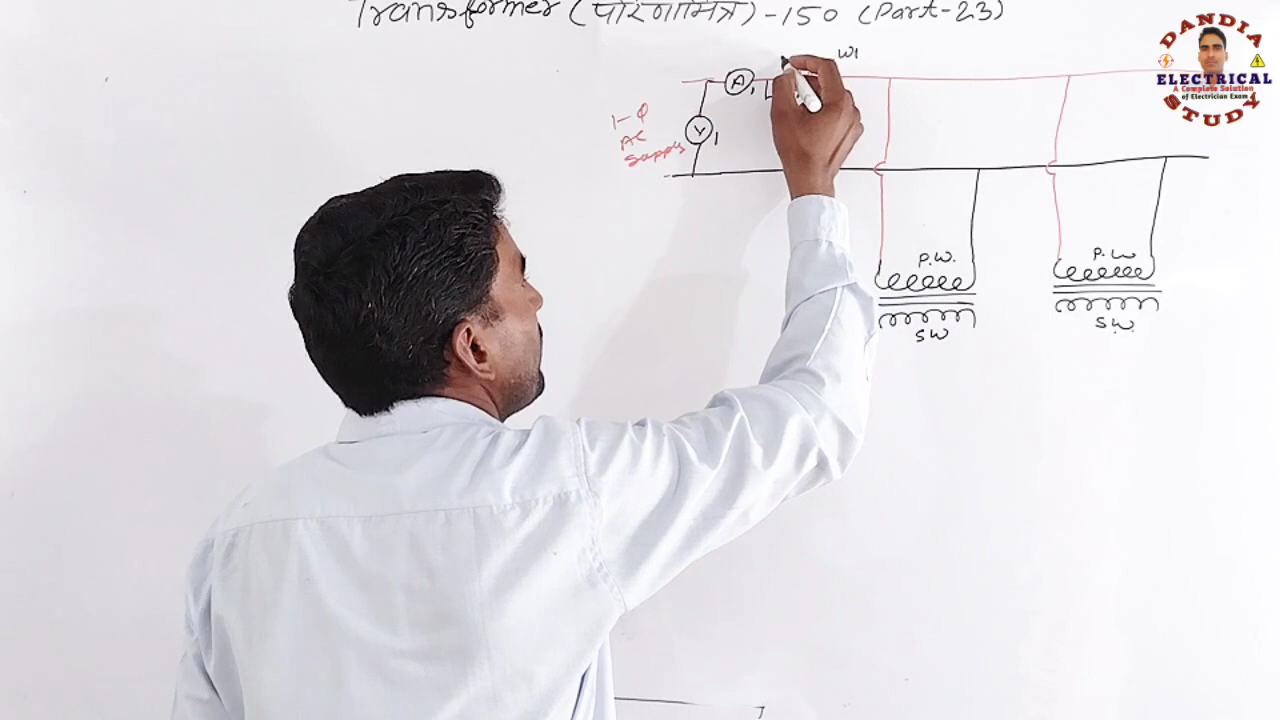 Transformer (परिणामित्र) - 150 (Part-23)
W1
A1
V1
1-Φ
AC
Supply
P.W.
SW
P.W
S.W.
DANDIA
ELECTRICAL
A Complete Solution
of Electrician Exam
STUDY